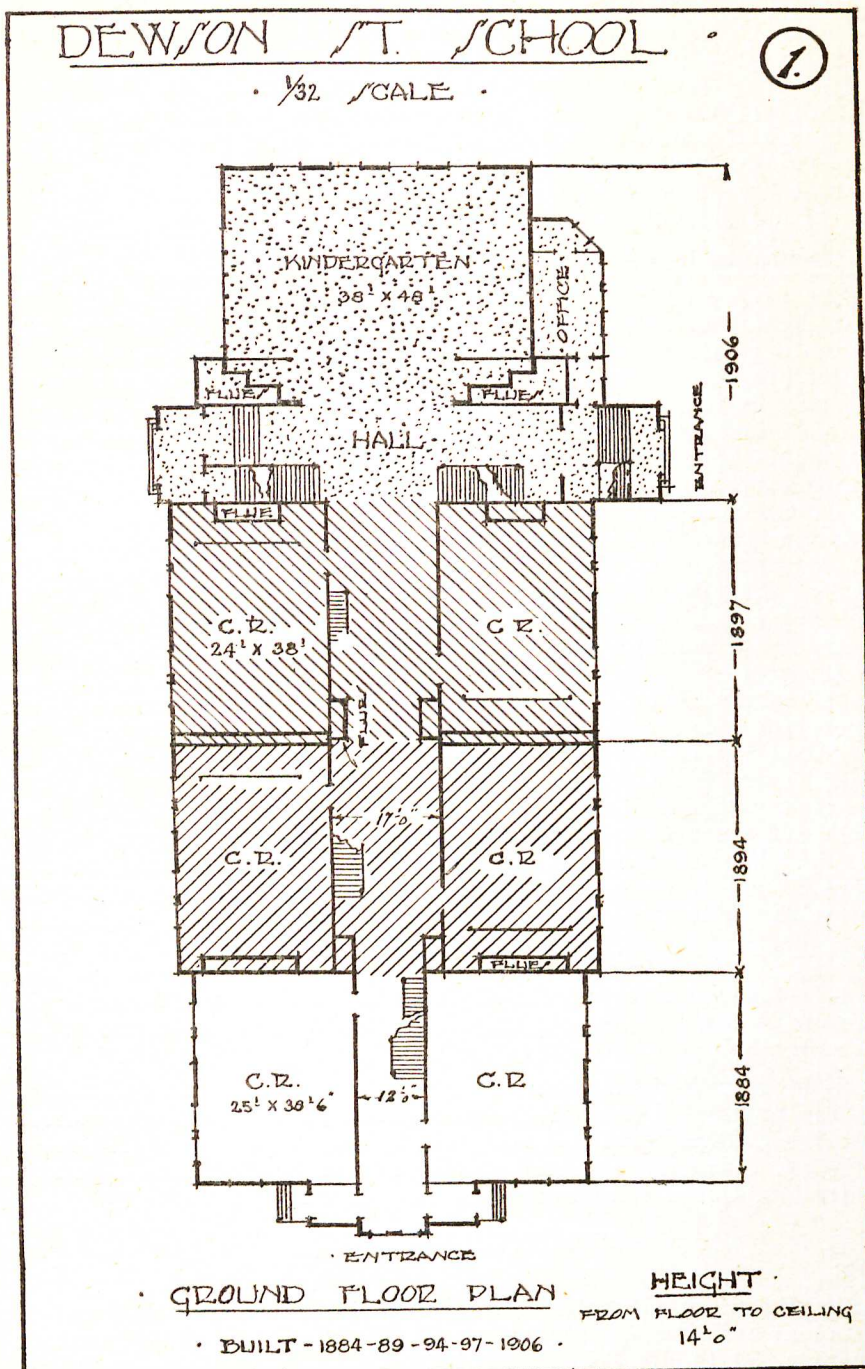 DEWSON ST. SCHOOL
1.
1/32 SCALE
KINDERGARTEN
38' X 48'
OFFICE
1906
FLUES
FLUES
ENTRANCE
HALL
FLUE
C.R.
24' X 38'
C R.
1897
FLUES
17'0"
C.R.
C.R
1894
FLUES
C.R.
25' X 38'6"
12'0"
C.R
1884
ENTRANCE
GROUND FLOOR PLAN
HEIGHT
FROM FLOOR TO CEILING
14'0"
BUILT - 1884 - 89 - 94 - 97 - 1906